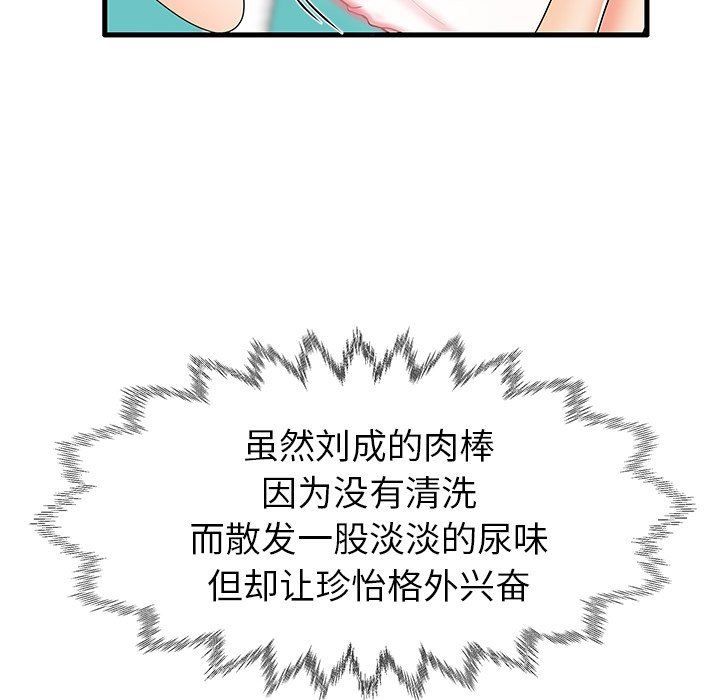 虽然刘成的肉棒
因为没有清洗
而散发一股淡淡的尿味
但却让珍怡格外兴奋